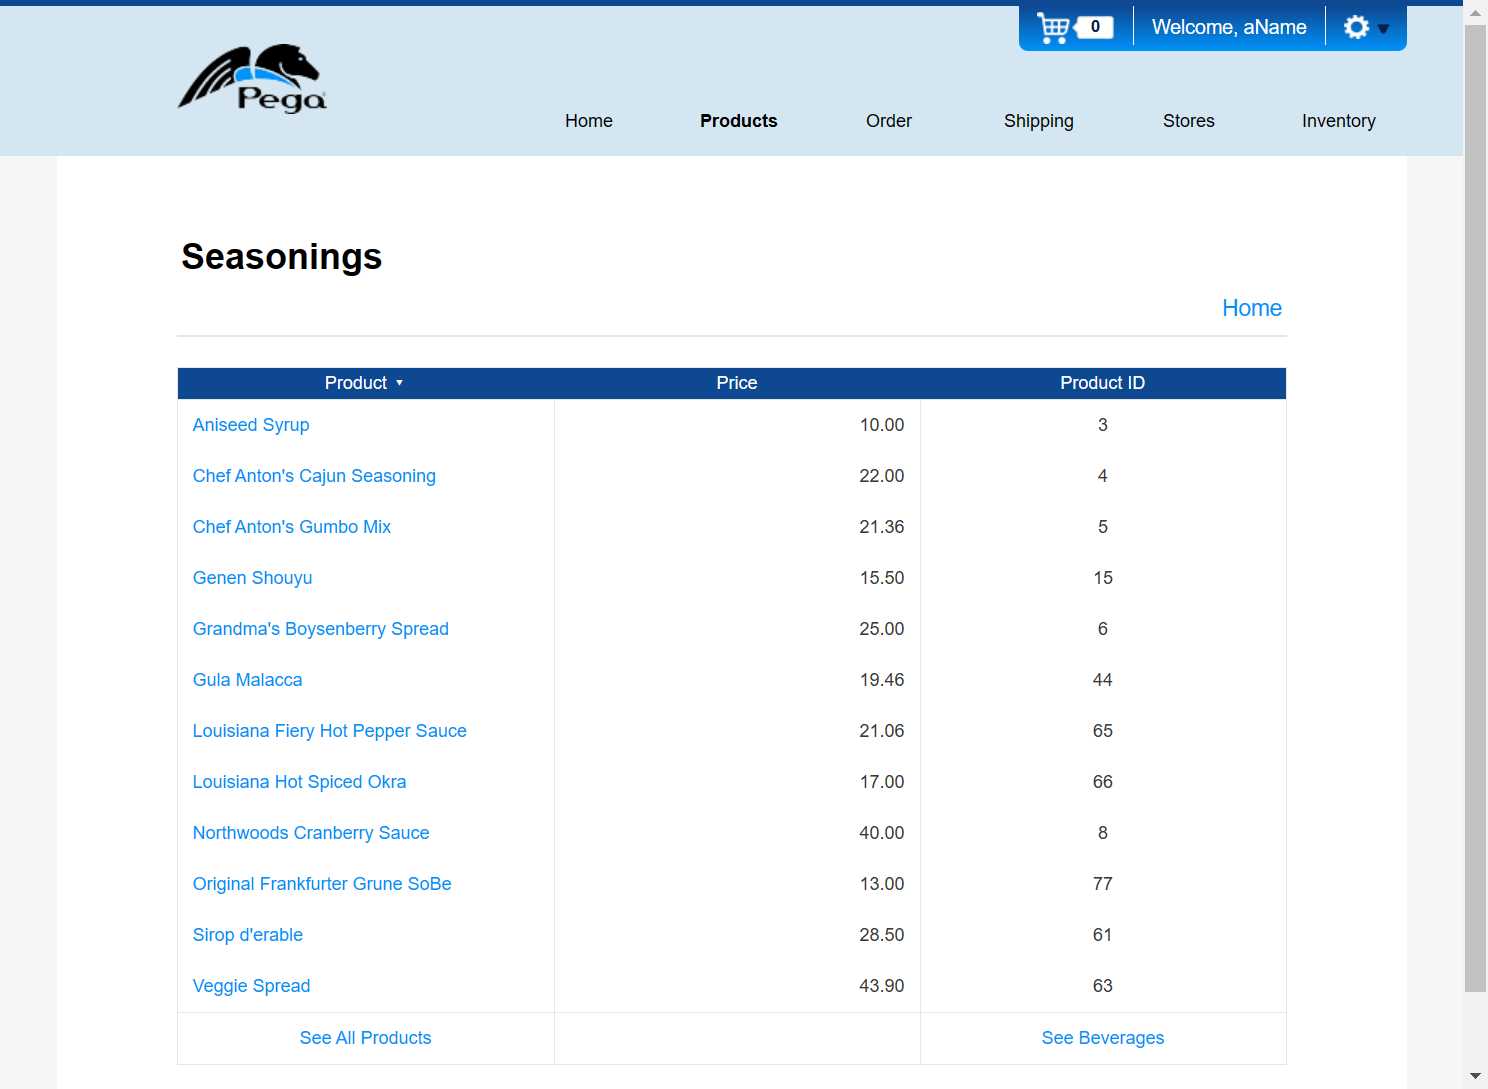 0 Welcome, aName
Pega
Home Products Order Shipping Stores Inventory
Seasonings
Home
Product Price Product ID
Aniseed Syrup 10.00 3
Chef Anton's Cajun Seasoning 22.00 4
Chef Anton's Gumbo Mix 21.36 5
Genen Shouyu 15.50 15
Grandma's Boysenberry Spread 25.00 6
Gula Malacca 19.46 44
Louisiana Fiery Hot Pepper Sauce 21.06 65
Louisiana Hot Spiced Okra 17.00 66
Northwoods Cranberry Sauce 40.00 8
Original Frankfurter Grune SoBe 13.00 77
Sirop d'erable 28.50 61
Veggie Spread 43.90 63
See All Products See Beverages